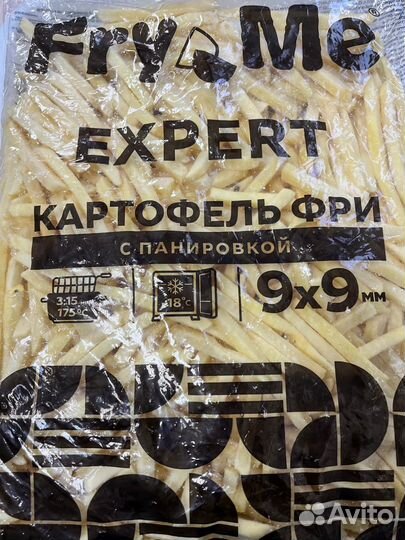 Fry Me®
EXPERT
КАРТОФЕЛЬ ФРИ
С ПАНИРОВКОЙ
3:15
175°C
-18°C
9x9 мм
Avito